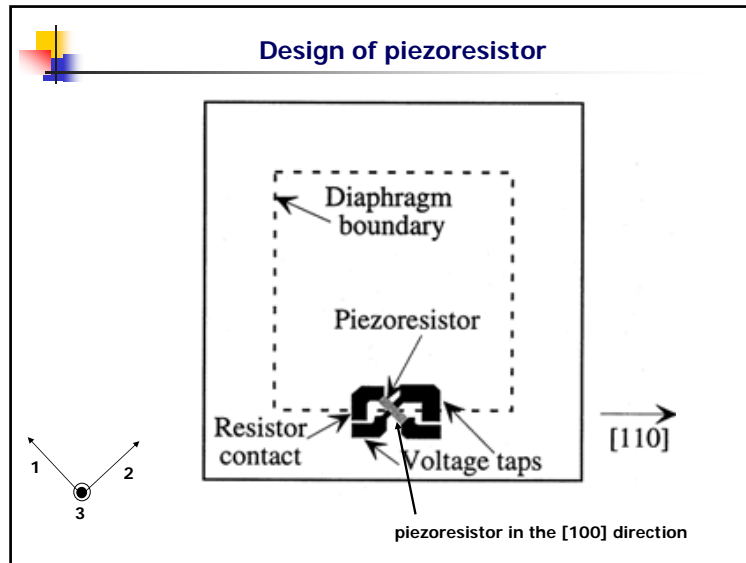 Design of piezoresistor
Diaphragm
boundary
Piezoresistor
Resistor
contact
Voltage taps
[110]
1
2
3
piezoresistor in the [100] direction